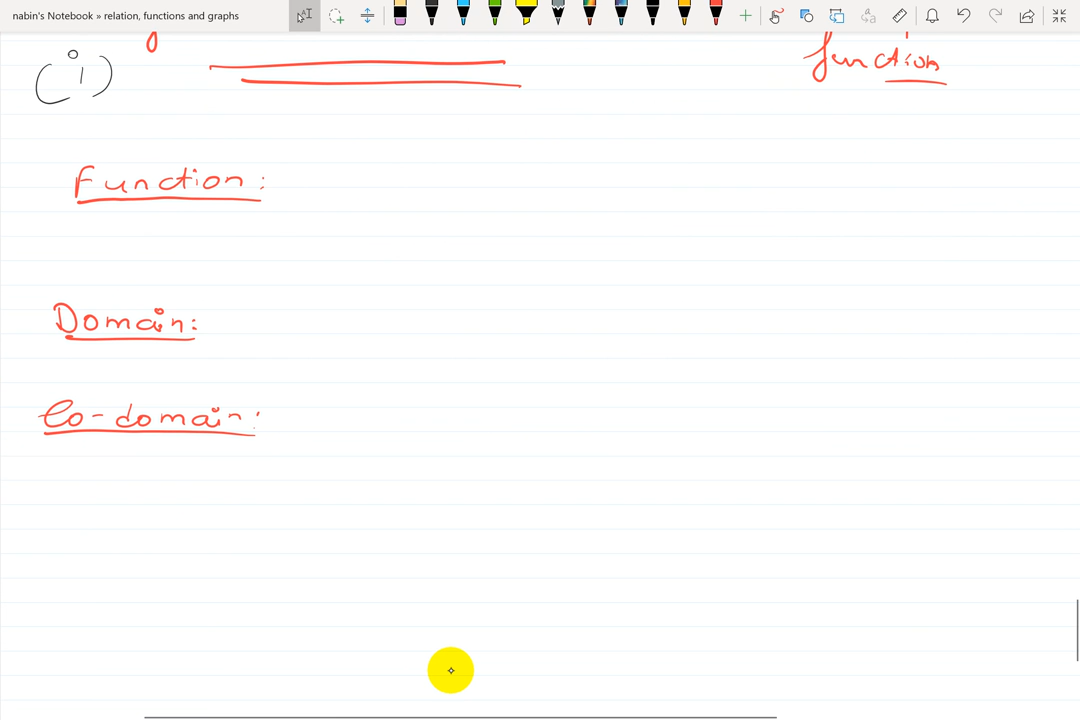 nabin's Notebook » relation, functions and graphs
(i)
function
Function:
Domain:
Co-domain: